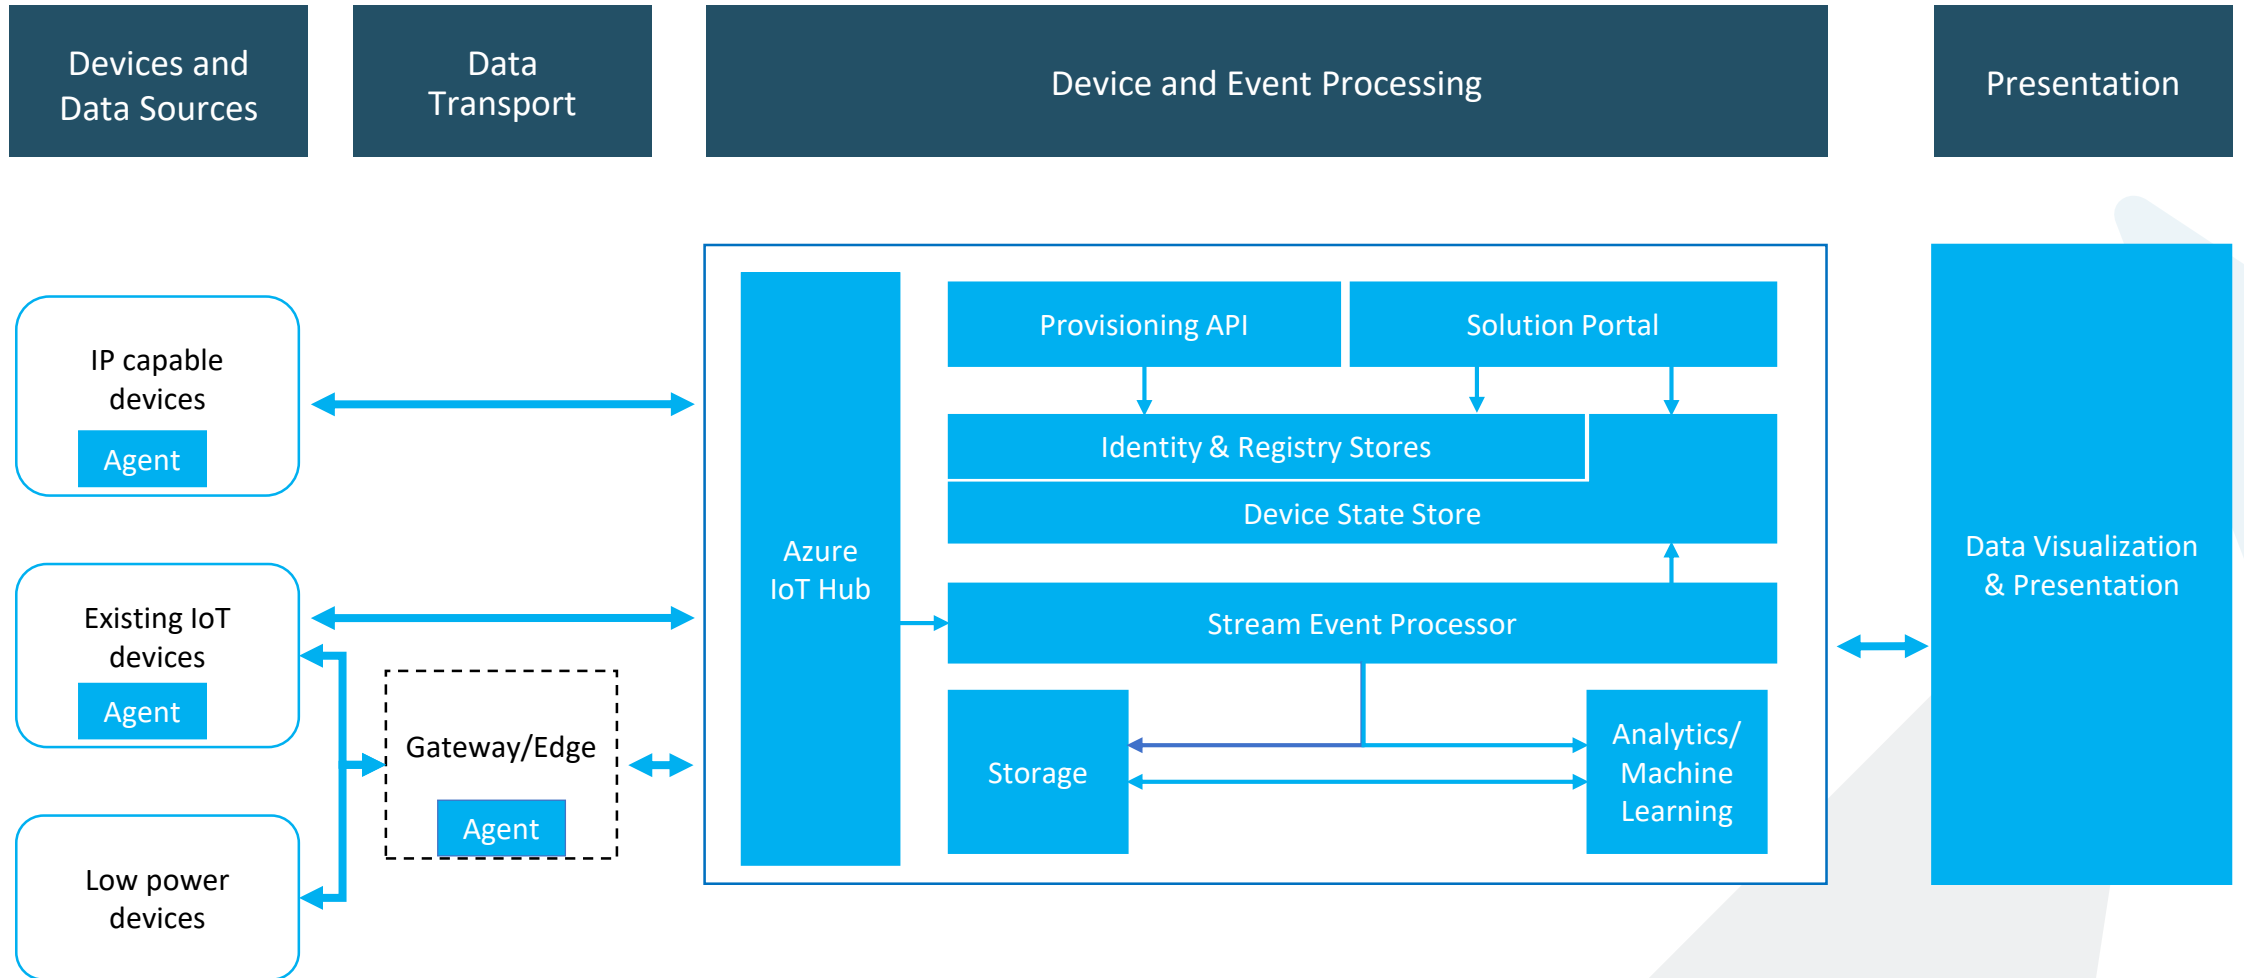 Devices and
Data Sources
Data
Transport
Device and Event Processing
Presentation
IP capable
devices
Agent
Existing IoT
devices
Agent
Low power
devices
Gateway/Edge
Agent
Azure
IoT Hub
Provisioning API
Solution Portal
Identity & Registry Stores
Device State Store
Stream Event Processor
Storage
Analytics/
Machine
Learning
Data Visualization
& Presentation